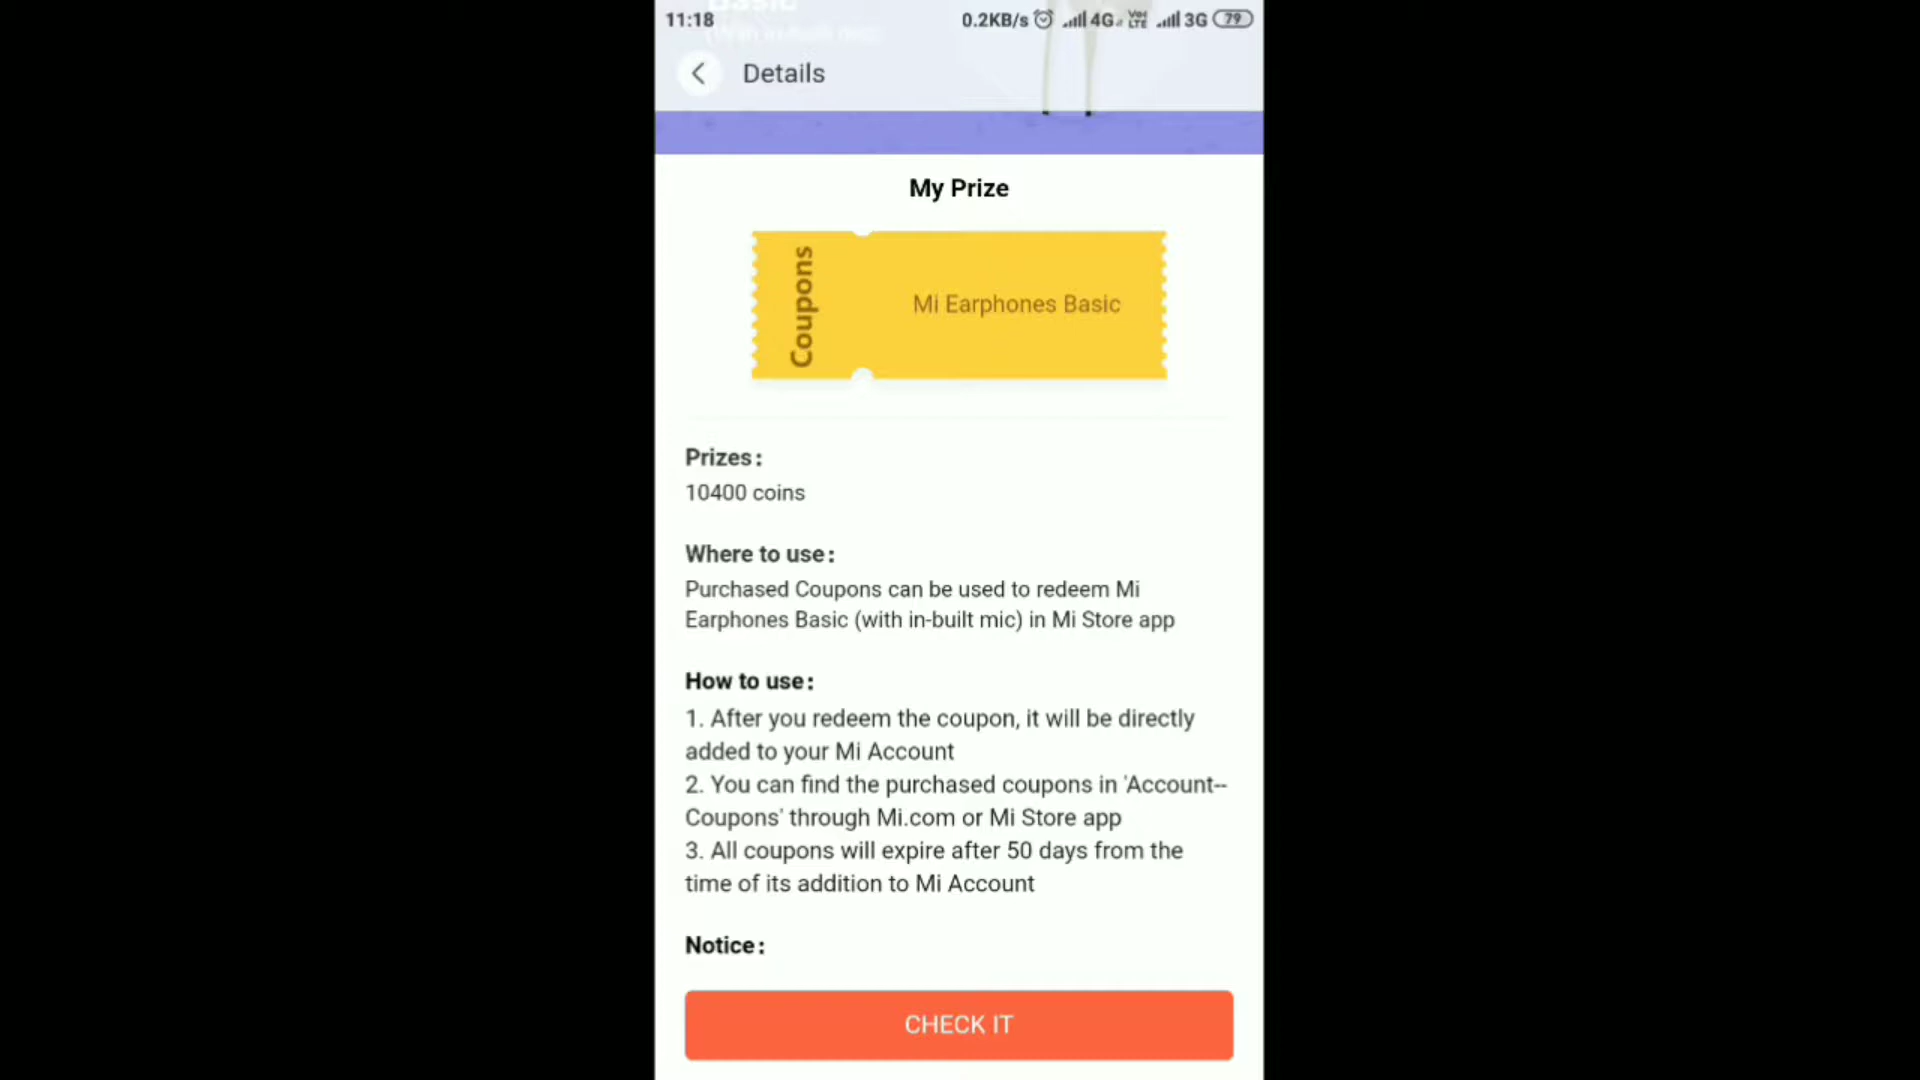 11:18 0.2KB/s 4G Vo LTE 3G 79
Details
My Prize
Coupons
Mi Earphones Basic
Prizes:
10400 coins
Where to use:
Purchased Coupons can be used to redeem Mi
Earphones Basic (with in-built mic) in Mi Store app
How to use:
1. After you redeem the coupon, it will be directly
added to your Mi Account
2. You can find the purchased coupons in 'Account--
Coupons' through Mi.com or Mi Store app
3. All coupons will expire after 50 days from the
time of its addition to Mi Account
Notice:
CHECK IT